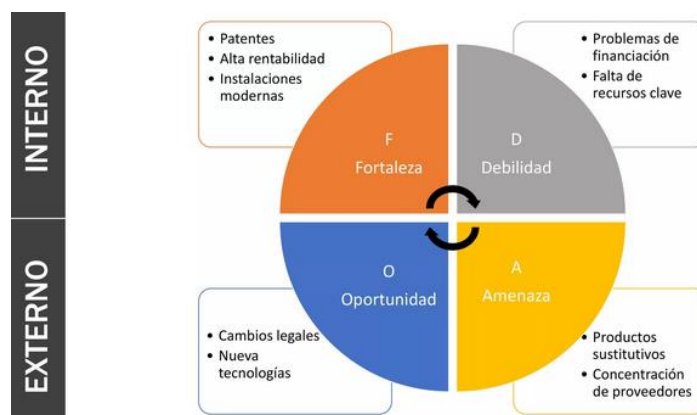 INTERNO
• Patentes
• Alta rentabilidad
• Instalaciones
modernas
• Problemas de
financiación
• Falta de
recursos clave
F
Fortaleza
D
Debilidad
EXTERNO
O
Oportunidad
A
Amenaza
• Cambios legales
• Nueva
tecnologías
• Productos
sustitutivos
• Concentración
de proveedores